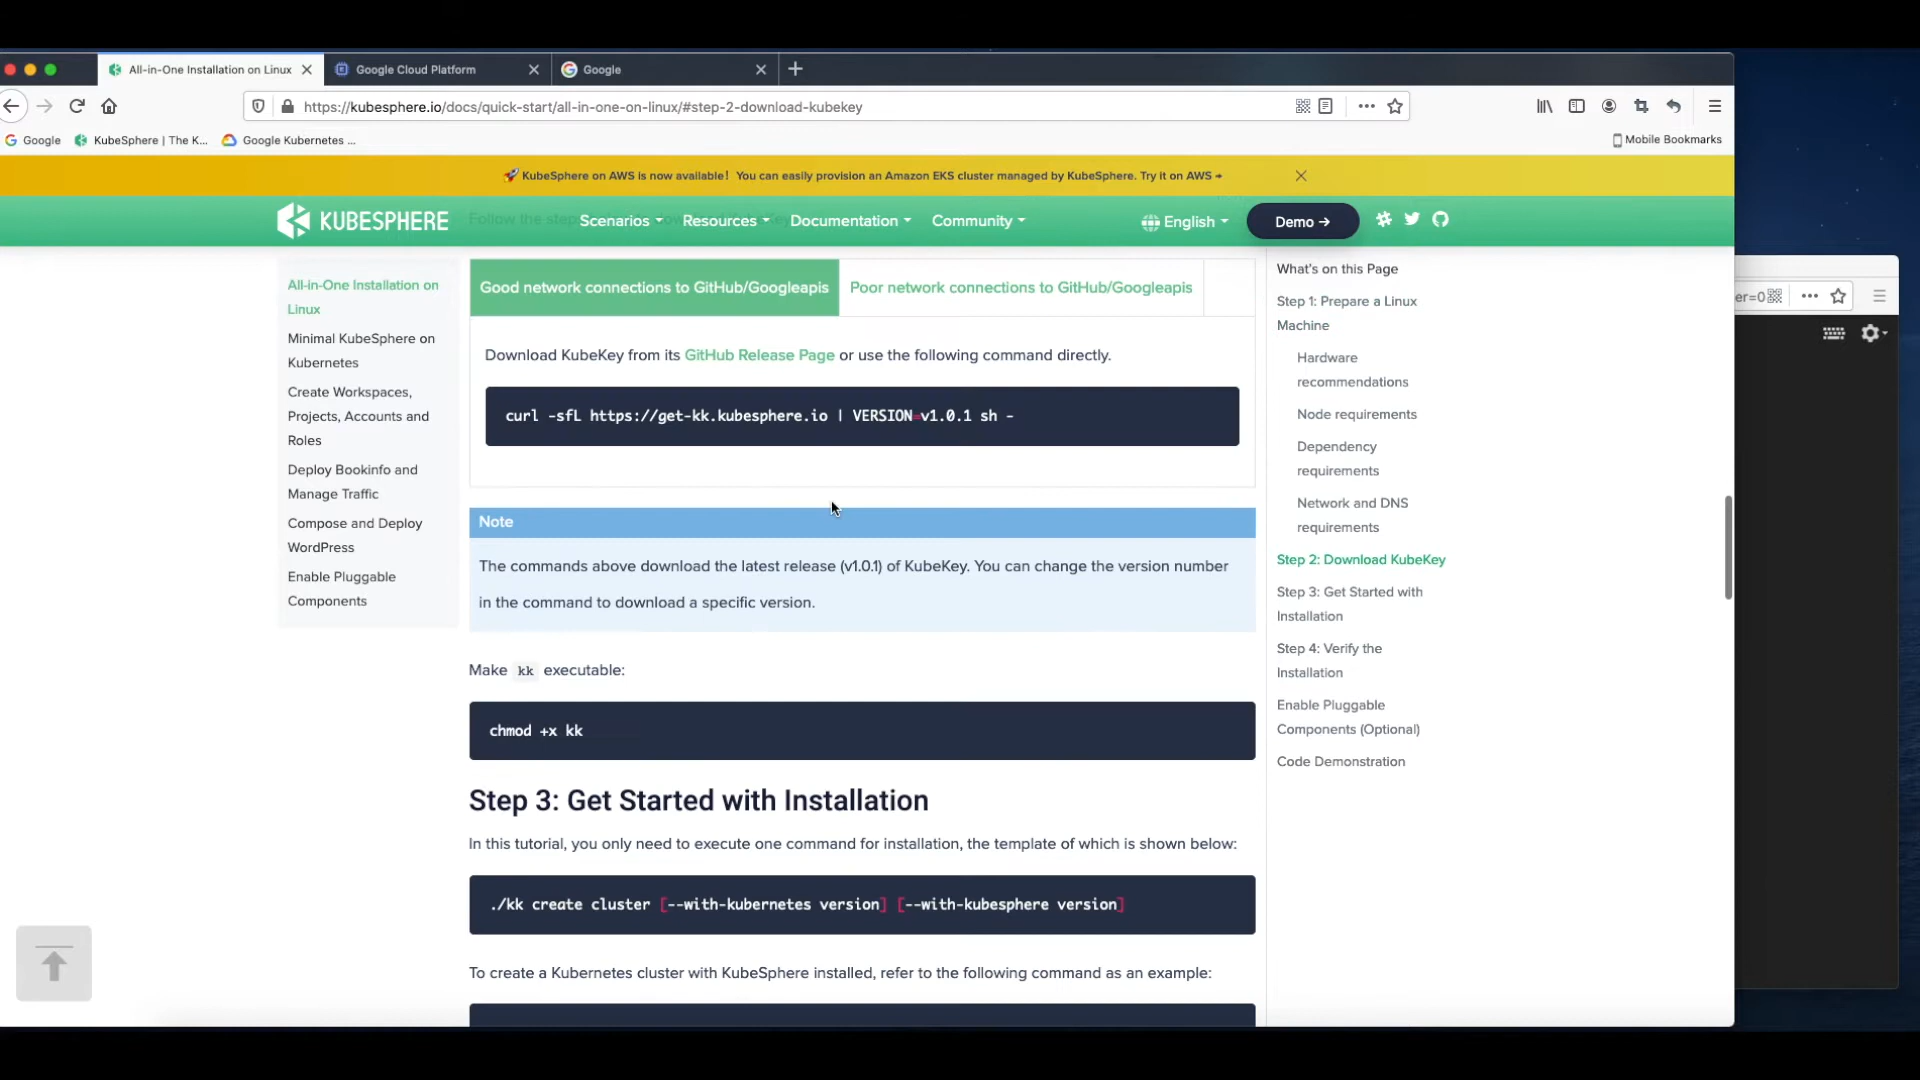 All-in-One Installation on Linux
Google Cloud Platform
Google
https://kubesphere.io/docs/quick-start/all-in-one-on-linux/#step-2-download-kubekey
Google
KubeSphere | The K...
Google Kubernetes ...
Mobile Bookmarks
🚀 KubeSphere on AWS is now available! You can easily provision an Amazon EKS cluster managed by KubeSphere. Try it on AWS →
KUBESPHERE
Scenarios
Resources
Documentation
Community
English
Demo →
All-in-One Installation on
Linux
Minimal KubeSphere on
Kubernetes
Create Workspaces,
Projects, Accounts and
Roles
Deploy Bookinfo and
Manage Traffic
Compose and Deploy
WordPress
Enable Pluggable
Components
Follow the step
Good network connections to GitHub/Googleapis
Poor network connections to GitHub/Googleapis
Download KubeKey from its GitHub Release Page or use the following command directly.
curl -sfL https://get-kk.kubesphere.io | VERSION=v1.0.1 sh -
Note
The commands above download the latest release (v1.0.1) of KubeKey. You can change the version number
in the command to download a specific version.
Make kk executable:
chmod +x kk
Step 3: Get Started with Installation
In this tutorial, you only need to execute one command for installation, the template of which is shown below:
./kk create cluster [--with-kubernetes version] [--with-kubesphere version]
To create a Kubernetes cluster with KubeSphere installed, refer to the following command as an example:
What's on this Page
Step 1: Prepare a Linux
Machine
Hardware
recommendations
Node requirements
Dependency
requirements
Network and DNS
requirements
Step 2: Download KubeKey
Step 3: Get Started with
Installation
Step 4: Verify the
Installation
Enable Pluggable
Components (Optional)
Code Demonstration
er=0